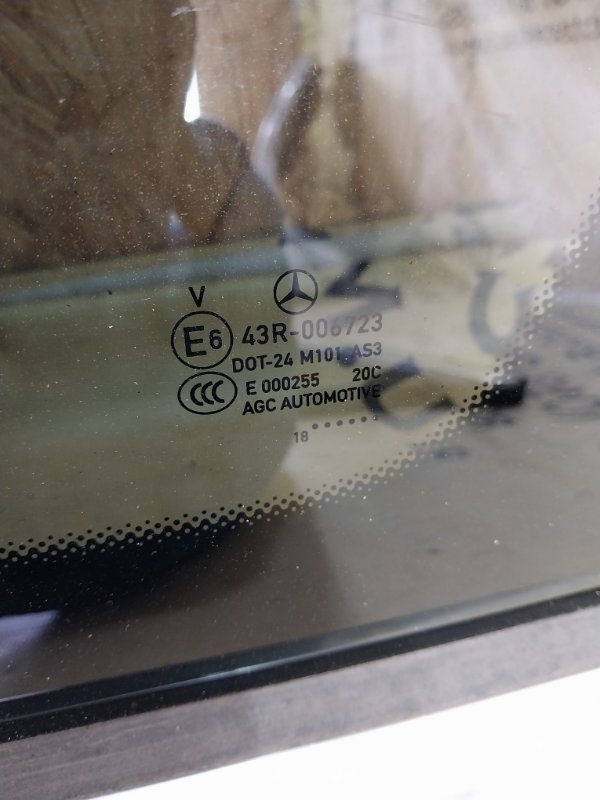 V
E6 43R-006723
DOT-24 M101 AS3
CCC E 000255 20C
AGC AUTOMOTIVE
18 •••••••